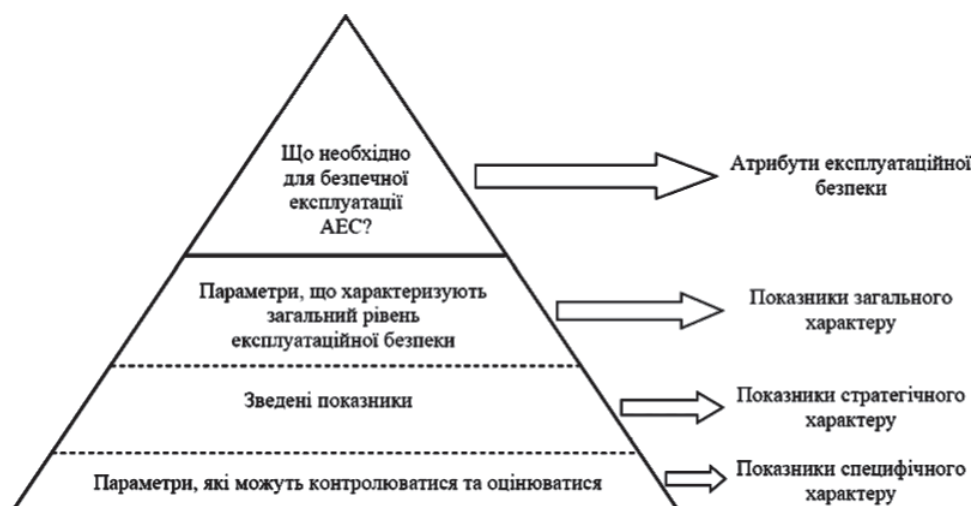 Що необхідно
для безпечної
експлуатації
АЕС?
Атрибути експлуатаційної
безпеки
Параметри, що характеризують
загальний рівень
експлуатаційної безпеки
Показники загального
характеру
Зведені показники
Показники стратегічного
характеру
Параметри, які можуть контролюватися та оцінюватися
Показники специфічного
характеру